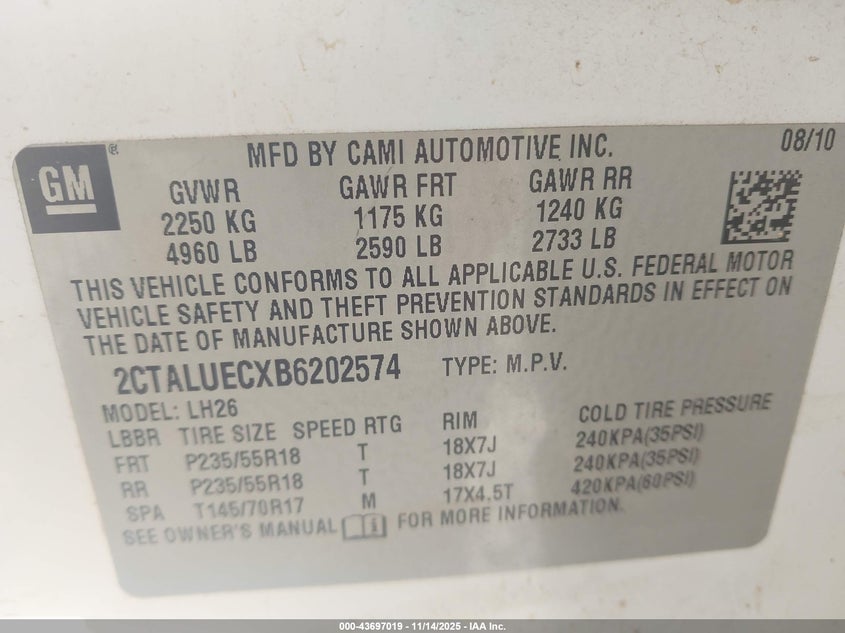 GM ®
MFD BY CAMI AUTOMOTIVE INC. 08/10
GVWR GAWR FRT GAWR RR
2250 KG 1175 KG 1240 KG
4960 LB 2590 LB 2733 LB
THIS VEHICLE CONFORMS TO ALL APPLICABLE U.S. FEDERAL MOTOR
VEHICLE SAFETY AND THEFT PREVENTION STANDARDS IN EFFECT ON
THE DATE OF MANUFACTURE SHOWN ABOVE.
2CTALUECXB6202574 TYPE: M.P.V.
MODEL: LH26
LBBR TIRE SIZE SPEED RTG RIM COLD TIRE PRESSURE
FRT P235/55R18 T 18X7J 240KPA(35PSI)
RR P235/55R18 T 18X7J 240KPA(35PSI)
SPA T145/70R17 M 17X4.5T 420KPA(60PSI)
SEE OWNER'S MANUAL FOR MORE INFORMATION.
000-43697019 - 11/14/2025 - IAA Inc.